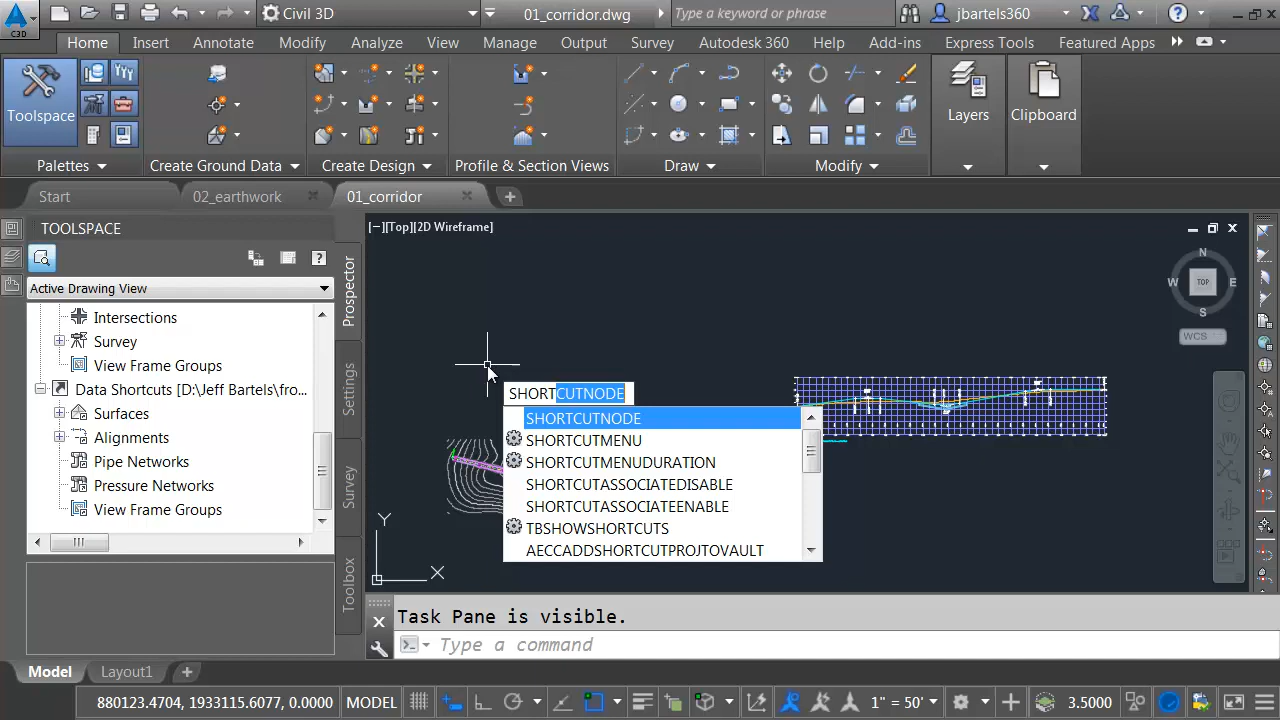 C3D
Civil 3D
01_corridor.dwg
Type a keyword or phrase
jbartels360
Home Insert Annotate Modify Analyze View Manage Output Survey Autodesk 360 Help Add-ins Express Tools Featured Apps
Toolspace
Layers
Clipboard
Palettes
Create Ground Data
Create Design
Profile & Section Views
Draw
Modify
Start
02_earthwork
01_corridor
TOOLSPACE
[−][Top][2D Wireframe]
Active Drawing View
Intersections
Survey
View Frame Groups
Data Shortcuts [D:\Jeff Bartels\fro...
Surfaces
Alignments
Pipe Networks
Pressure Networks
View Frame Groups
Prospector
Settings
Survey
Toolbox
N
W
TOP
E
S
WCS
SHORTCUTNODE
SHORTCUTNODE
SHORTCUTMENU
SHORTCUTMENUDURATION
SHORTCUTASSOCIATEDISABLE
SHORTCUTASSOCIATEENABLE
TBSHOWSHORTCUTS
AECCADDSHORTCUTPROJTOVAULT
Y
X
Task Pane is visible.
Type a command
Model
Layout1
880123.4704, 1933115.6077, 0.0000
MODEL
1" = 50'
3.5000